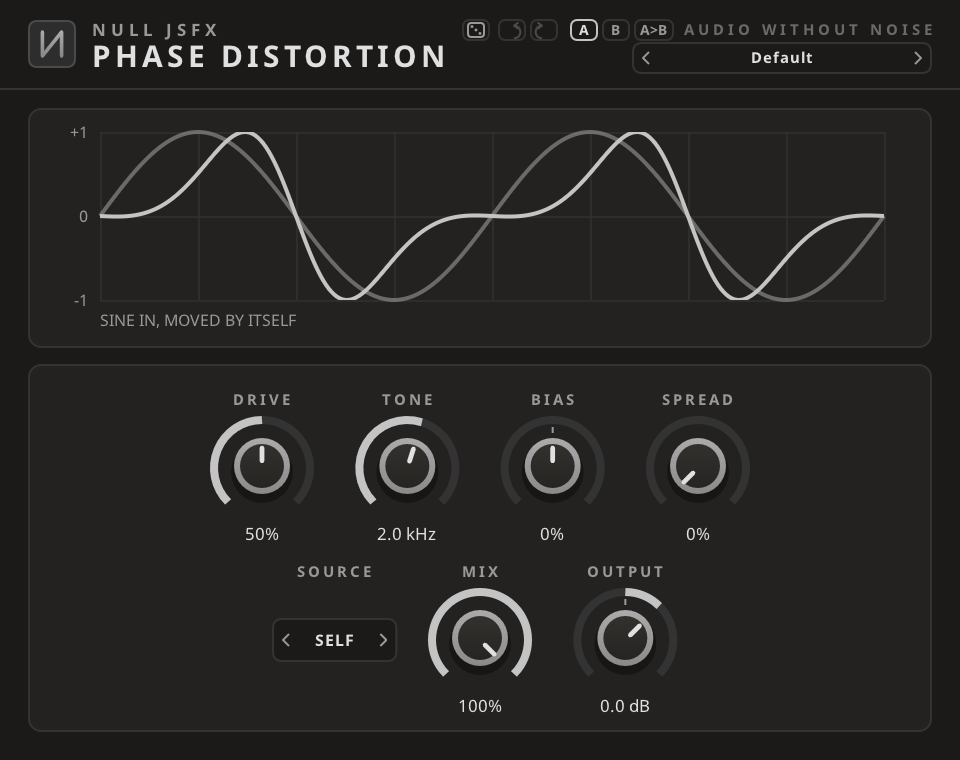 NULL JSFX
PHASE DISTORTION
A B A>B AUDIO WITHOUT NOISE
Default
+1
0
-1
SINE IN, MOVED BY ITSELF
DRIVE TONE BIAS SPREAD
50% 2.0 kHz 0% 0%
SOURCE MIX OUTPUT
SELF
100% 0.0 dB